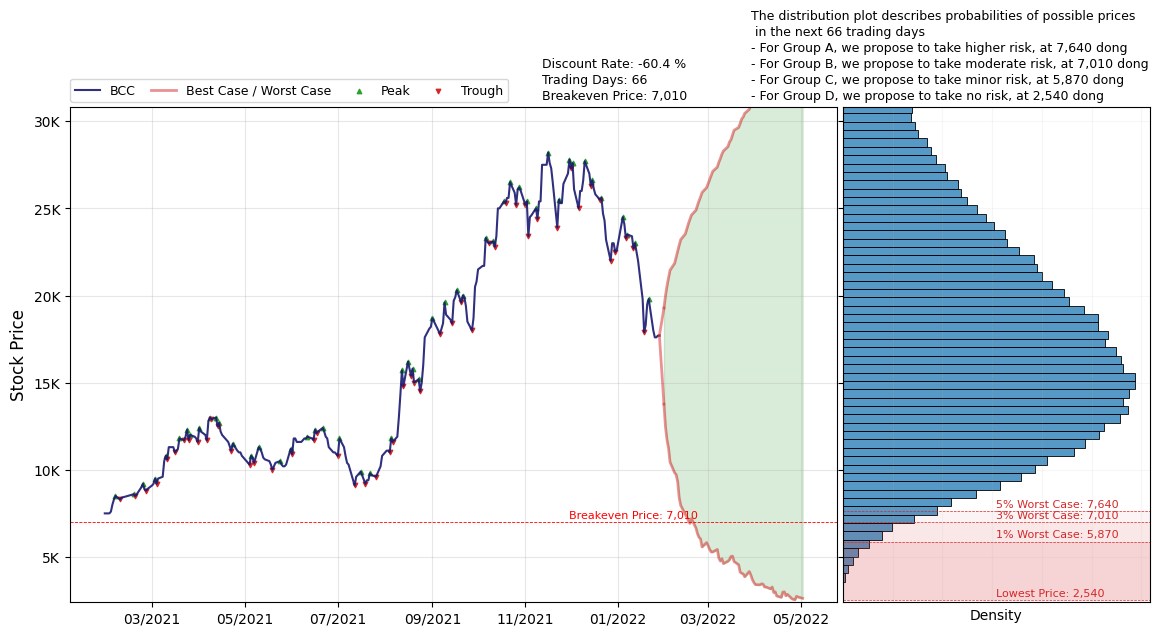 The distribution plot describes probabilities of possible prices
in the next 66 trading days
- For Group A, we propose to take higher risk, at 7,640 dong
- For Group B, we propose to take moderate risk, at 7,010 dong
- For Group C, we propose to take minor risk, at 5,870 dong
- For Group D, we propose to take no risk, at 2,540 dong
Discount Rate: -60.4 %
Trading Days: 66
Breakeven Price: 7,010
BCC
Best Case / Worst Case
Peak
Trough
Stock Price
30K
25K
20K
15K
10K
5K
Breakeven Price: 7,010
03/2021
05/2021
07/2021
09/2021
11/2021
01/2022
03/2022
05/2022
5% Worst Case: 7,640
3% Worst Case: 7,010
1% Worst Case: 5,870
Lowest Price: 2,540
Density